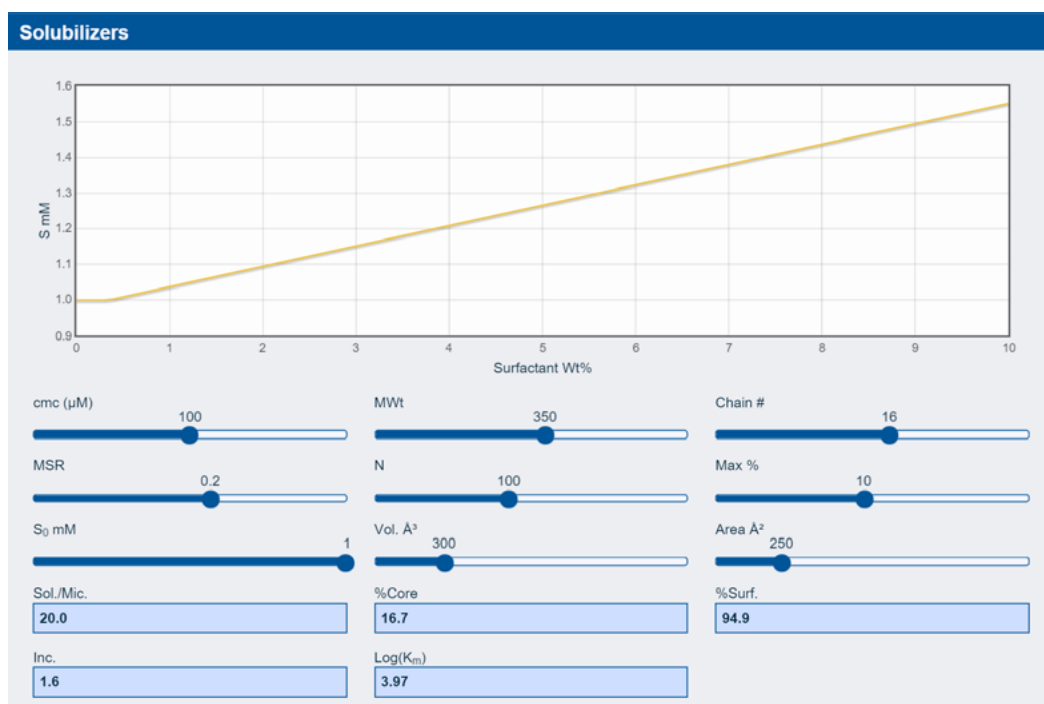 Solubilizers
1.6
1.5
1.4
1.3
1.2
1.1
1.0
0.9
S mM
0 1 2 3 4 5 6 7 8 9 10
Surfactant Wt%
cmc (µM) MWt Chain #
100 350 16
MSR N Max %
0.2 100 10
S₀ mM Vol. Å³ Area Å²
1 300 250
Sol./Mic. %Core %Surf.
20.0 16.7 94.9
Inc. Log(Kₘ)
1.6 3.97